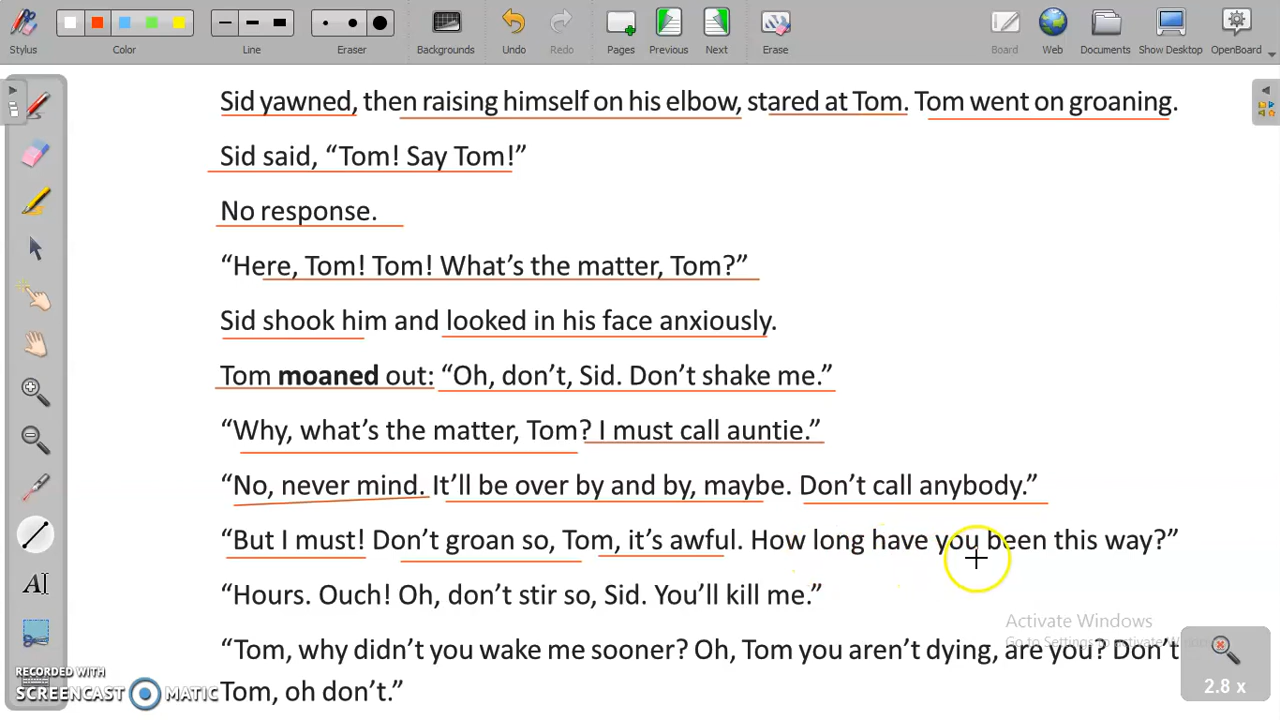 Stylus Color Line Eraser Backgrounds Undo Redo Pages Previous Next Erase Board Web Documents Show Desktop OpenBoard
Sid yawned, then raising himself on his elbow, stared at Tom. Tom went on groaning.
Sid said, “Tom! Say Tom!”
No response.
“Here, Tom! Tom! What’s the matter, Tom?”
Sid shook him and looked in his face anxiously.
Tom moaned out: “Oh, don’t, Sid. Don’t shake me.”
“Why, what’s the matter, Tom? I must call auntie.”
“No, never mind. It’ll be over by and by, maybe. Don’t call anybody.”
“But I must! Don’t groan so, Tom, it’s awful. How long have you been this way?”
“Hours. Ouch! Oh, don’t stir so, Sid. You’ll kill me.”
Activate Windows
Go to Settings to activate Windows.
“Tom, why didn’t you wake me sooner? Oh, Tom you aren’t dying, are you? Don’t
Tom, oh don’t.”
2.8 x
RECORDED WITH
SCREENCAST MATIC